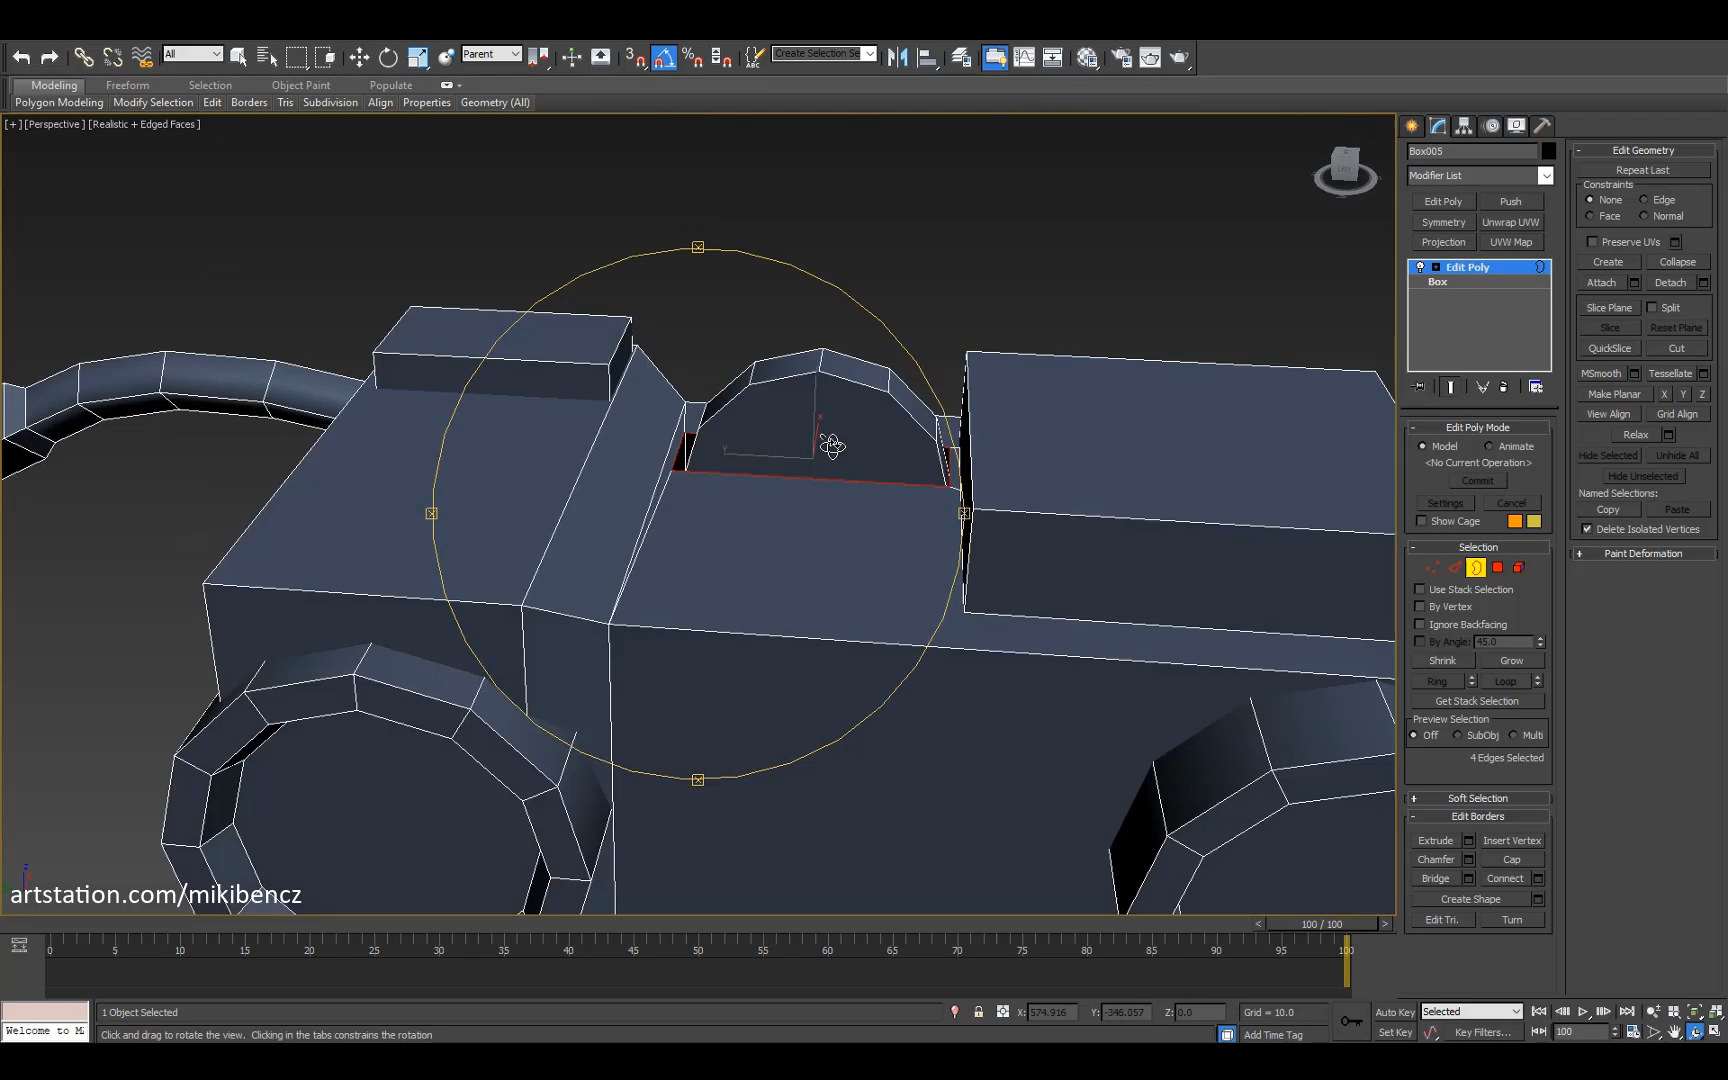 All
Parent
Create Selection Se
Modeling Freeform Selection Object Paint Populate
Polygon Modeling Modify Selection Edit Borders Tris Subdivision Align Properties Geometry (All)
[+] [Perspective] [Realistic + Edged Faces]
Box005
Modifier List
Edit Poly Push
Symmetry Unwrap UVW
Projection UVW Map
Edit Poly
Box
Edit Poly Mode
Model Animate
<No Current Operation>
Commit
Settings Cancel
Show Cage
Selection
Use Stack Selection
By Vertex
Ignore Backfacing
By Angle: 45.0
Shrink Grow
Ring Loop
Get Stack Selection
Preview Selection
Off SubObj Multi
4 Edges Selected
Soft Selection
Edit Borders
Extrude Insert Vertex
Chamfer Cap
Bridge Connect
Create Shape
Edit Tri. Turn
Edit Geometry
Repeat Last
Constraints
None Edge
Face Normal
Preserve UVs
Create Collapse
Attach Detach
Slice Plane Split
Slice Reset Plane
QuickSlice Cut
MSmooth Tessellate
Make Planar X Y Z
View Align Grid Align
Relax
Hide Selected Unhide All
Hide Unselected
Named Selections:
Copy Paste
Delete Isolated Vertices
Paint Deformation
artstation.com/mikibencz
< 100 / 100 >
0 5 10 15 20 25 30 35 40 45 50 55 60 65 70 75 80 85 90 95 100
1 Object Selected X: 574.916 Y: -346.057 Z: 0.0 Grid = 10.0 Auto Key Selected
Welcome to M Click and drag to rotate the view. Clicking in the tabs constrains the rotation Add Time Tag Set Key Key Filters... 100